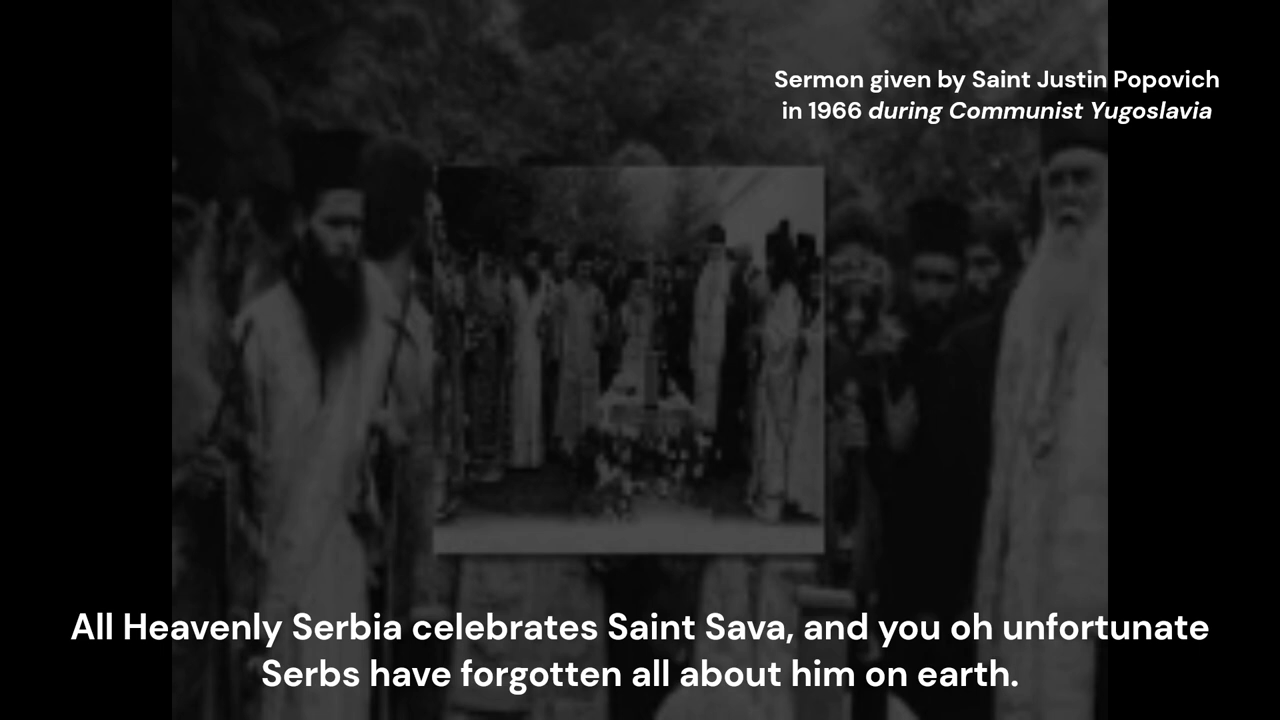 Sermon given by Saint Justin Popovich
in 1966 during Communist Yugoslavia
All Heavenly Serbia celebrates Saint Sava, and you oh unfortunate
Serbs have forgotten all about him on earth.